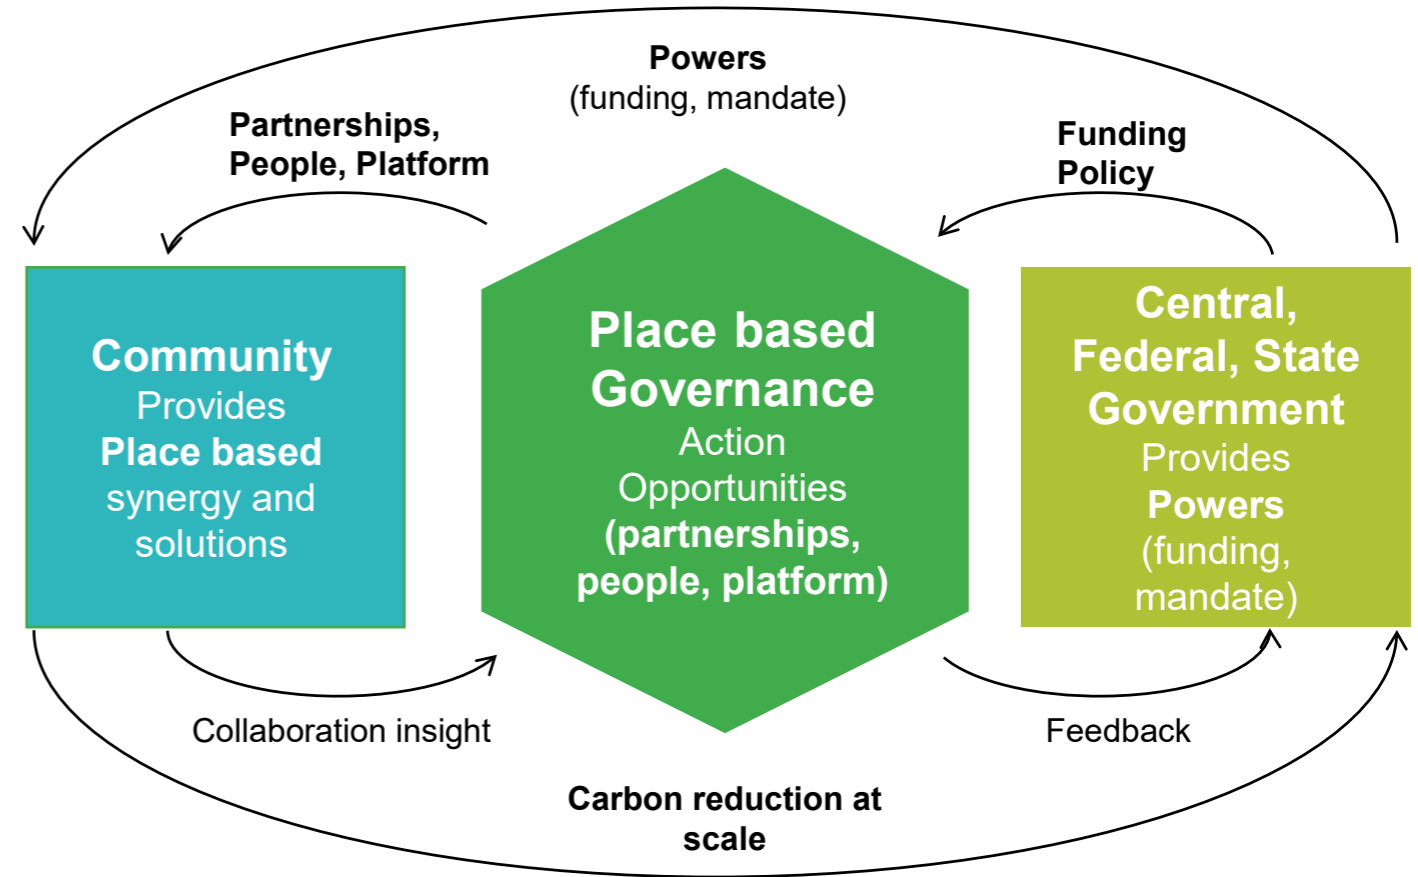 Powers
(funding, mandate)
Partnerships,
People, Platform
Funding
Policy
Community
Provides
Place based
synergy and
solutions
Place based
Governance
Action
Opportunities
(partnerships,
people, platform)
Central,
Federal, State
Government
Provides
Powers
(funding,
mandate)
Collaboration insight
Feedback
Carbon reduction at
scale